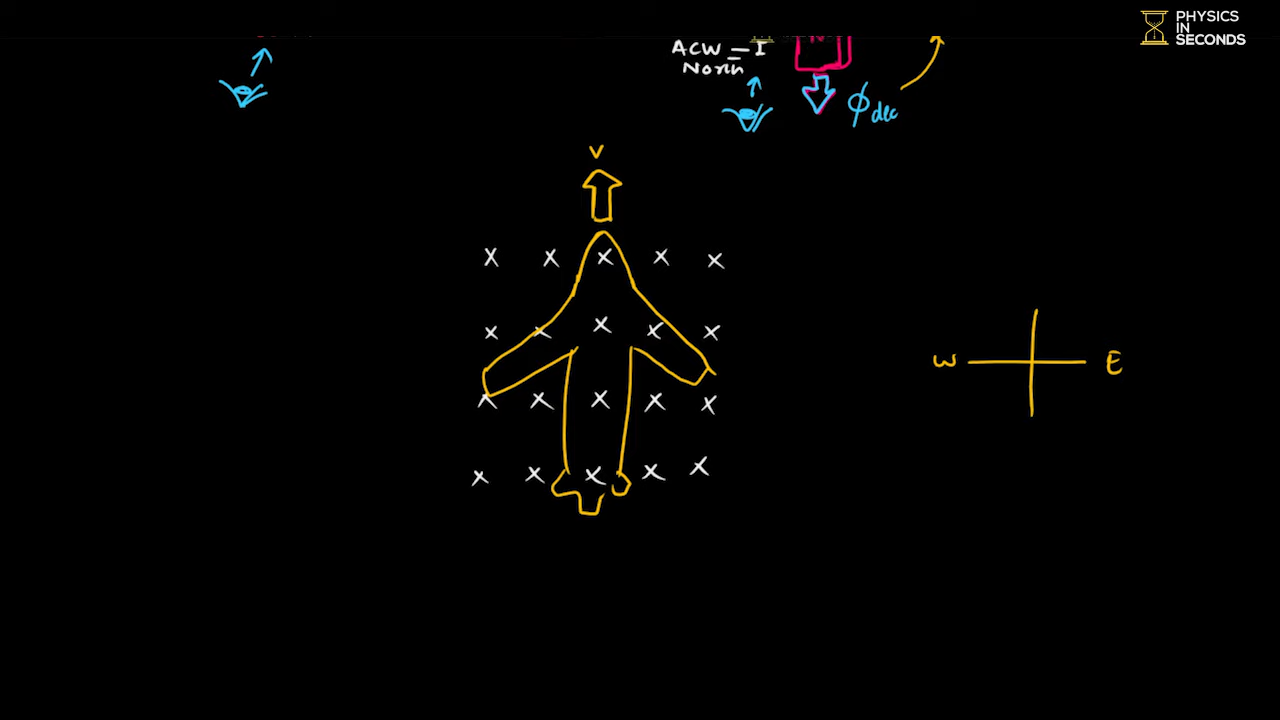 PHYSICS
IN
SECONDS
ACW – I
North
ϕdec
V
X X X X X
X X X X X
X X X X X
X X X X X
W E